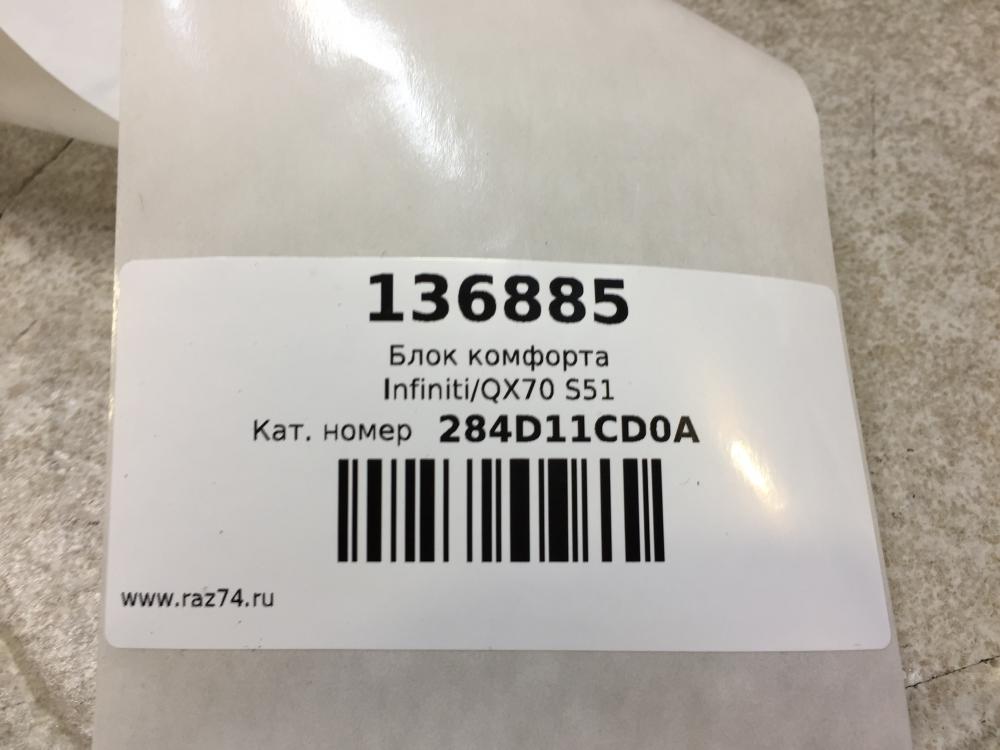 136885
Блок комфорта
Infiniti/QX70 S51
Кат. номер 284D11CD0A
www.raz74.ru